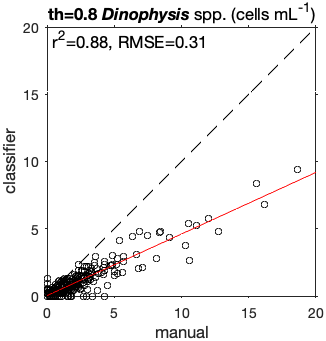 th=0.8 Dinophysis spp. (cells mL⁻¹)
r²=0.88, RMSE=0.31
20
15
10
5
0
classifier
0 5 10 15 20
manual